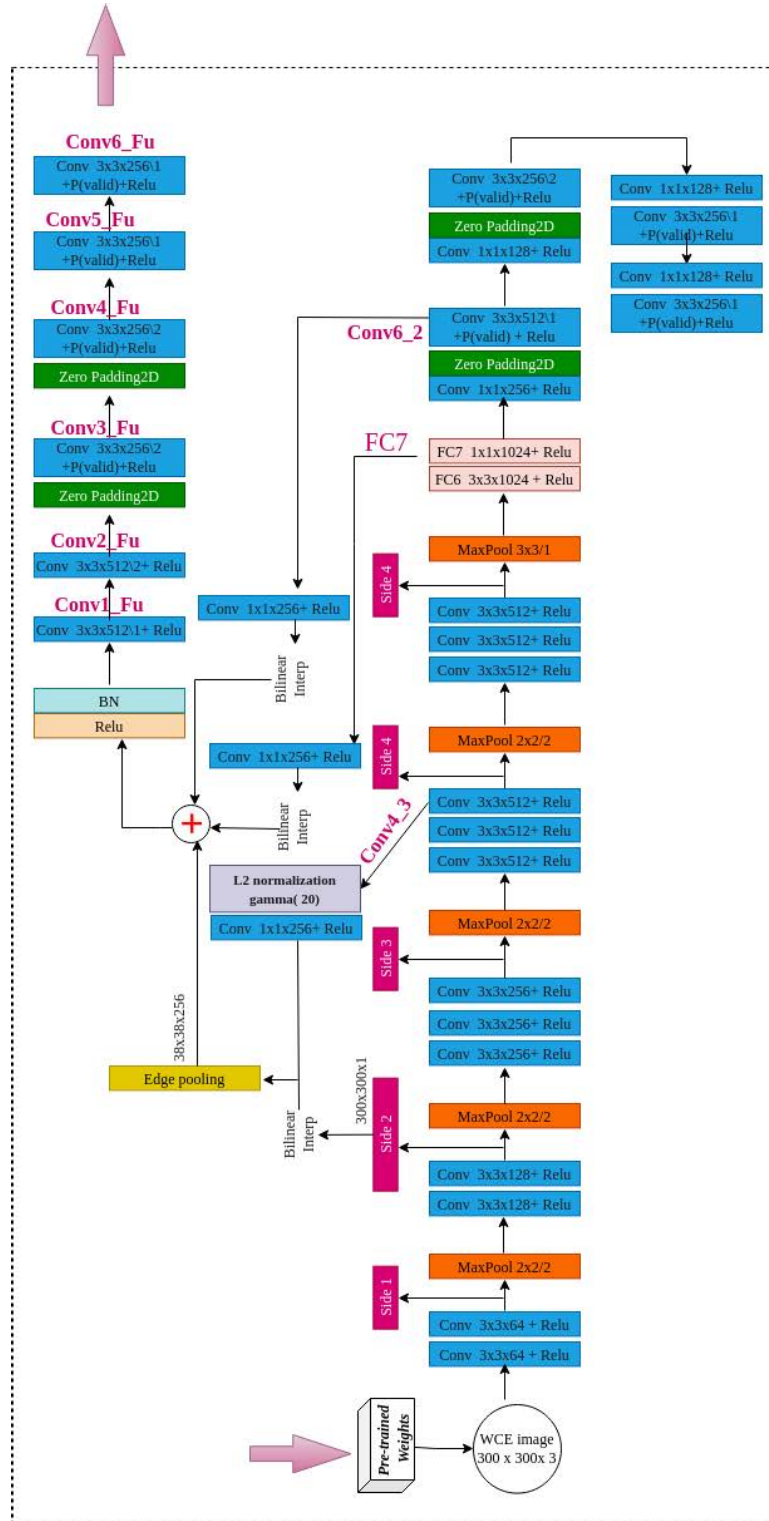 Conv6_Fu
Conv 3x3x256\1
+P(valid)+Relu
Conv5_Fu
Conv 3x3x256\1
+P(valid)+Relu
Conv4_Fu
Conv 3x3x256\2
+P(valid)+Relu
Zero Padding2D
Conv3_Fu
Conv 3x3x256\2
+P(valid)+Relu
Zero Padding2D
Conv2_Fu
Conv 3x3x512\2+ Relu
Conv1_Fu
Conv 3x3x512\1+ Relu
BN
Relu
Conv 1x1x256+ Relu
Bilinear
Interp
Conv 1x1x256+ Relu
Bilinear
Interp
+
L2 normalization
gamma( 20)
Conv 1x1x256+ Relu
38x38x256
Edge pooling
Bilinear
Interp
300x300x1
Conv 3x3x256\2
+P(valid)+Relu
Zero Padding2D
Conv 1x1x128+ Relu
Conv 1x1x128+ Relu
Conv 3x3x256\1
+P(valid)+Relu
Conv 1x1x128+ Relu
Conv 3x3x256\1
+P(valid)+Relu
Conv6_2
Conv 3x3x512\1
+P(valid) + Relu
Zero Padding2D
Conv 1x1x256+ Relu
FC7
FC7 1x1x1024+ Relu
FC6 3x3x1024 + Relu
MaxPool 3x3/1
Side 4
Conv 3x3x512+ Relu
Conv 3x3x512+ Relu
Conv 3x3x512+ Relu
MaxPool 2x2/2
Side 4
Conv4_3
Conv 3x3x512+ Relu
Conv 3x3x512+ Relu
Conv 3x3x512+ Relu
MaxPool 2x2/2
Side 3
Conv 3x3x256+ Relu
Conv 3x3x256+ Relu
Conv 3x3x256+ Relu
MaxPool 2x2/2
Side 2
Conv 3x3x128+ Relu
Conv 3x3x128+ Relu
MaxPool 2x2/2
Side 1
Conv 3x3x64 + Relu
Conv 3x3x64 + Relu
Pre-trained
Weights
WCE image
300 x 300x 3